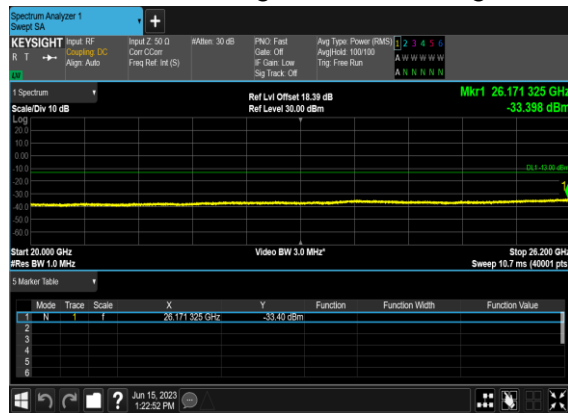 Spectrum Analyzer 1
Swept SA
KEYSIGHT Input: RF Input Z: 50 Ω #Atten: 30 dB PNO: Fast Avg Type: Power (RMS) 1 2 3 4 5 6
R T Coupling: DC Corr CCorr Gate: Off Avg|Hold: 100/100 A W W W W W
Align: Auto Freq Ref: Int (S) IF Gain: Low Trig: Free Run
LXI Sig Track: Off A N N N N N
1 Spectrum Ref Lvl Offset 18.39 dB Mkr1 26.171 325 GHz
Scale/Div 10 dB Ref Level 30.00 dBm -33.398 dBm
Log
20.0
10.0
0.00
-10.0 DL1 -13.00 dBm
-20.0
-30.0 1
-40.0
-50.0
-60.0
Start 20.000 GHz Video BW 3.0 MHz* Stop 26.200 GHz
#Res BW 1.0 MHz Sweep 10.7 ms (40001 pts)
5 Marker Table
Mode Trace Scale X Y Function Function Width Function Value
1 N 1 f 26.171 325 GHz -33.40 dBm
2
3
4
5
6
Jun 15, 2023
1:22:52 PM